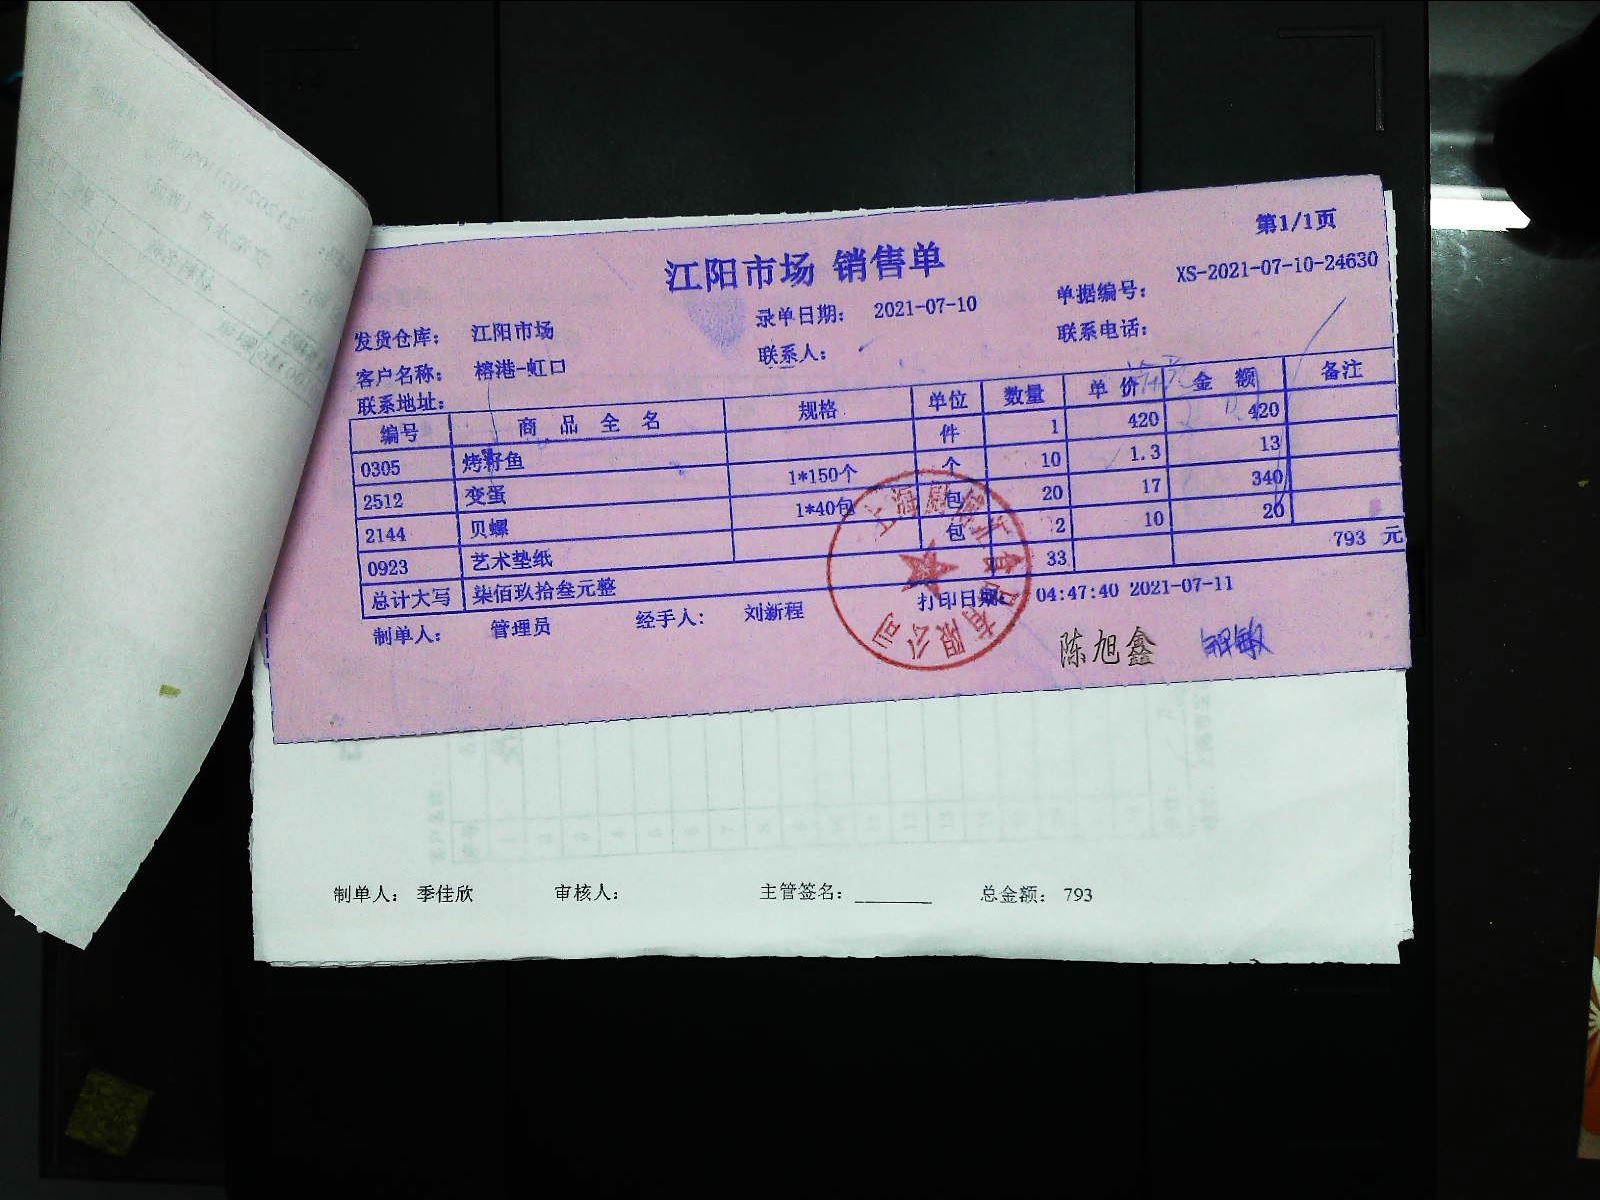 第1/1页
江阳市场 销售单
发货仓库： 江阳市场 录单日期： 2021-07-10 单据编号： XS-2021-07-10-24630
客户名称： 榕港-虹口 联系人： 联系电话：
联系地址：
编号 商品全名 规格 单位 数量 单价 金额 备注
0305 烤籽鱼 件 1 420 420
2512 变蛋 1*150个 个 10 1.3 13
2144 贝螺 1*40包 包 20 17 340
0923 艺术垫纸 包 2 10 20
总计大写 柒佰玖拾叁元整 33 793 元
制单人： 管理员 经手人： 刘新程 打印日期： 04:47:40 2021-07-11
陈旭鑫
制单人： 季佳欣 审核人： 主管签名： 总金额： 793